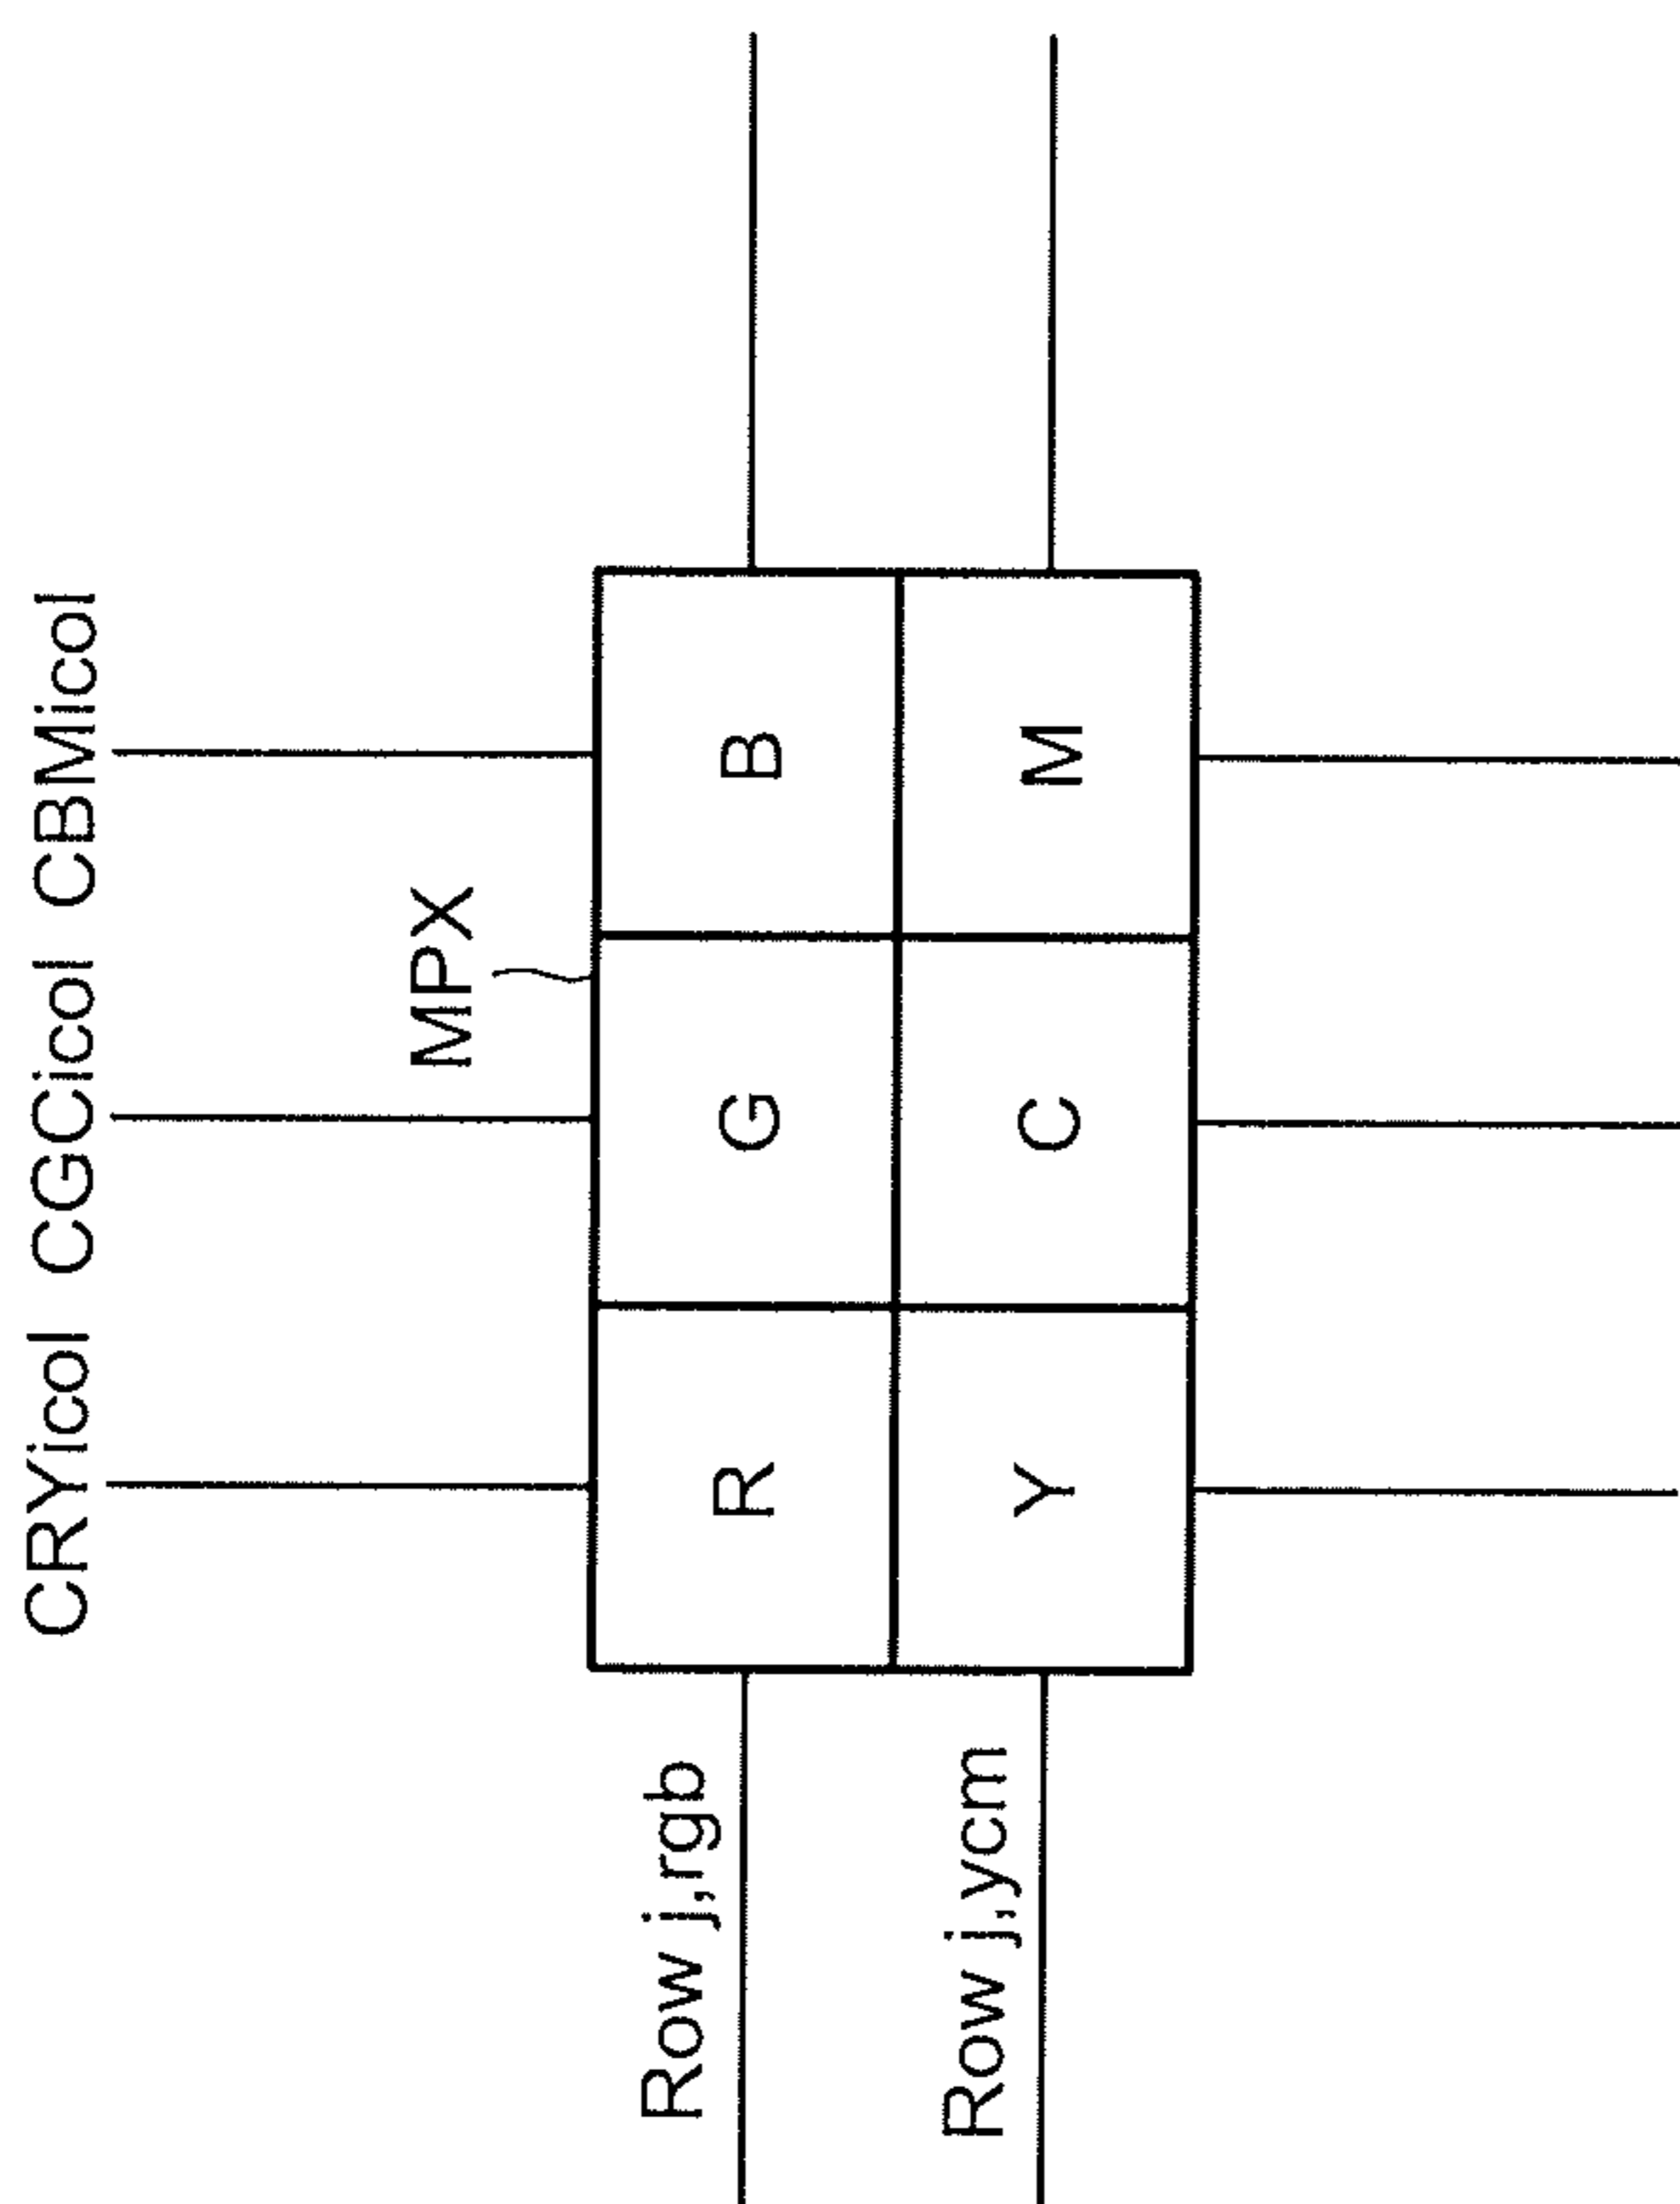 CRYicol CGCicol CBMicol
MPX
Row j,rgb
R G B
Row j,ycm
Y C M